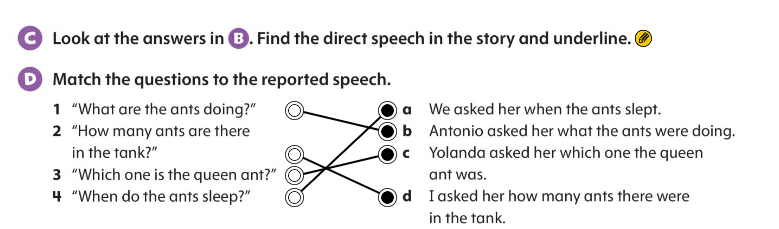 C Look at the answers in B. Find the direct speech in the story and underline.
D Match the questions to the reported speech.
1 "What are the ants doing?"
2 "How many ants are there
in the tank?"
3 "Which one is the queen ant?"
4 "When do the ants sleep?"
a We asked her when the ants slept.
b Antonio asked her what the ants were doing.
c Yolanda asked her which one the queen
ant was.
d I asked her how many ants there were
in the tank.